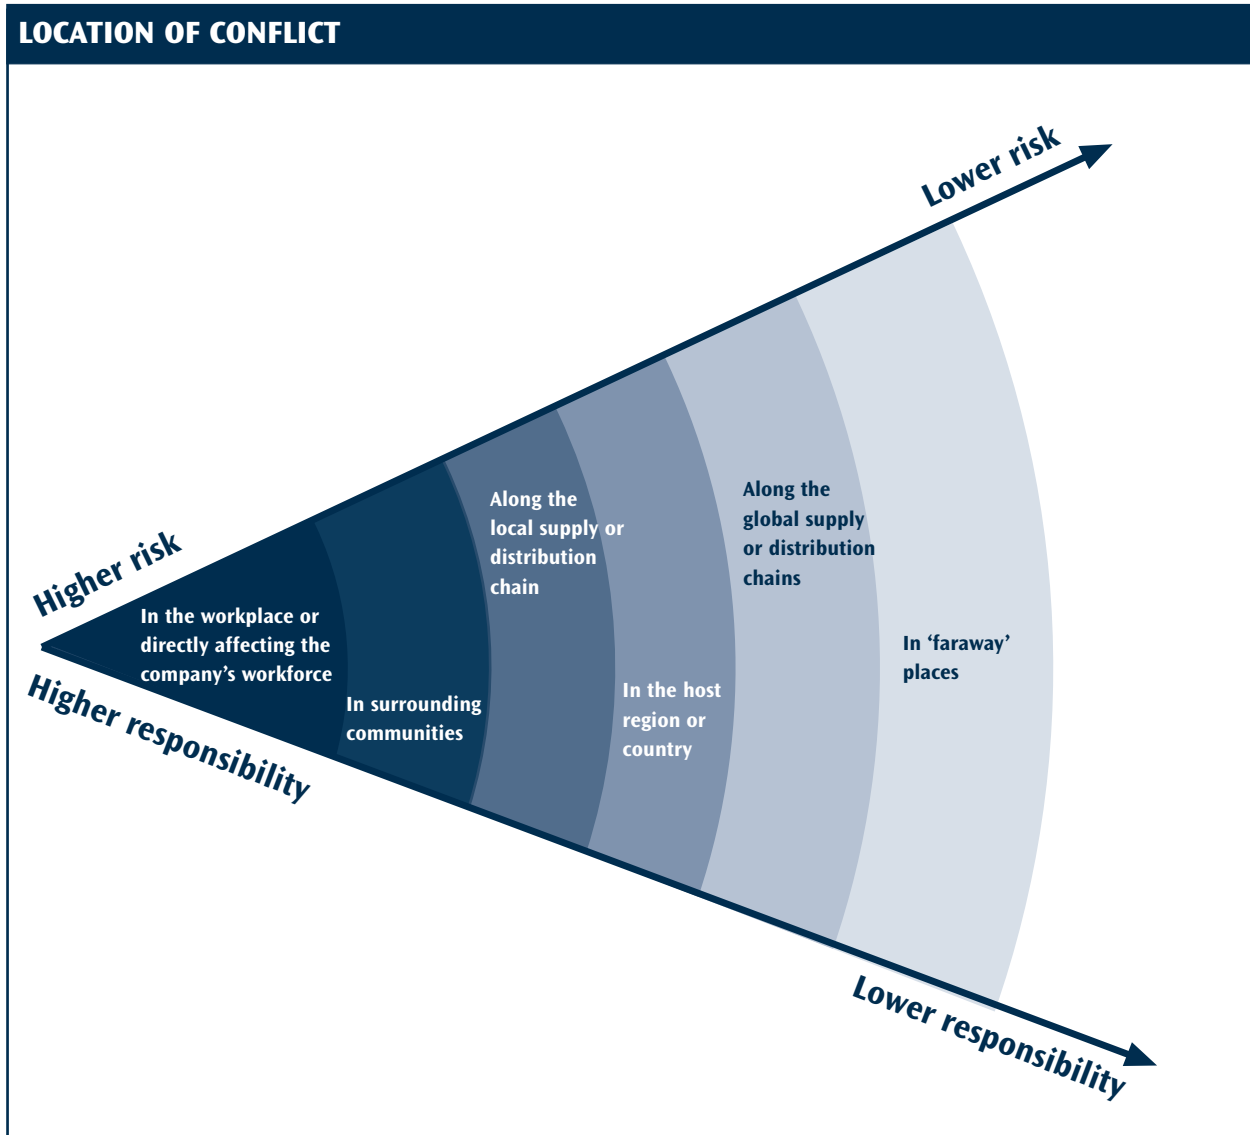 LOCATION OF CONFLICT
Lower risk
Higher risk
In the workplace or
directly affecting the
company’s workforce
Higher responsibility
In surrounding
communities
Along the
local supply or
distribution
chain
In the host
region or
country
Along the
global supply
or distribution
chains
In ‘faraway’
places
Lower responsibility